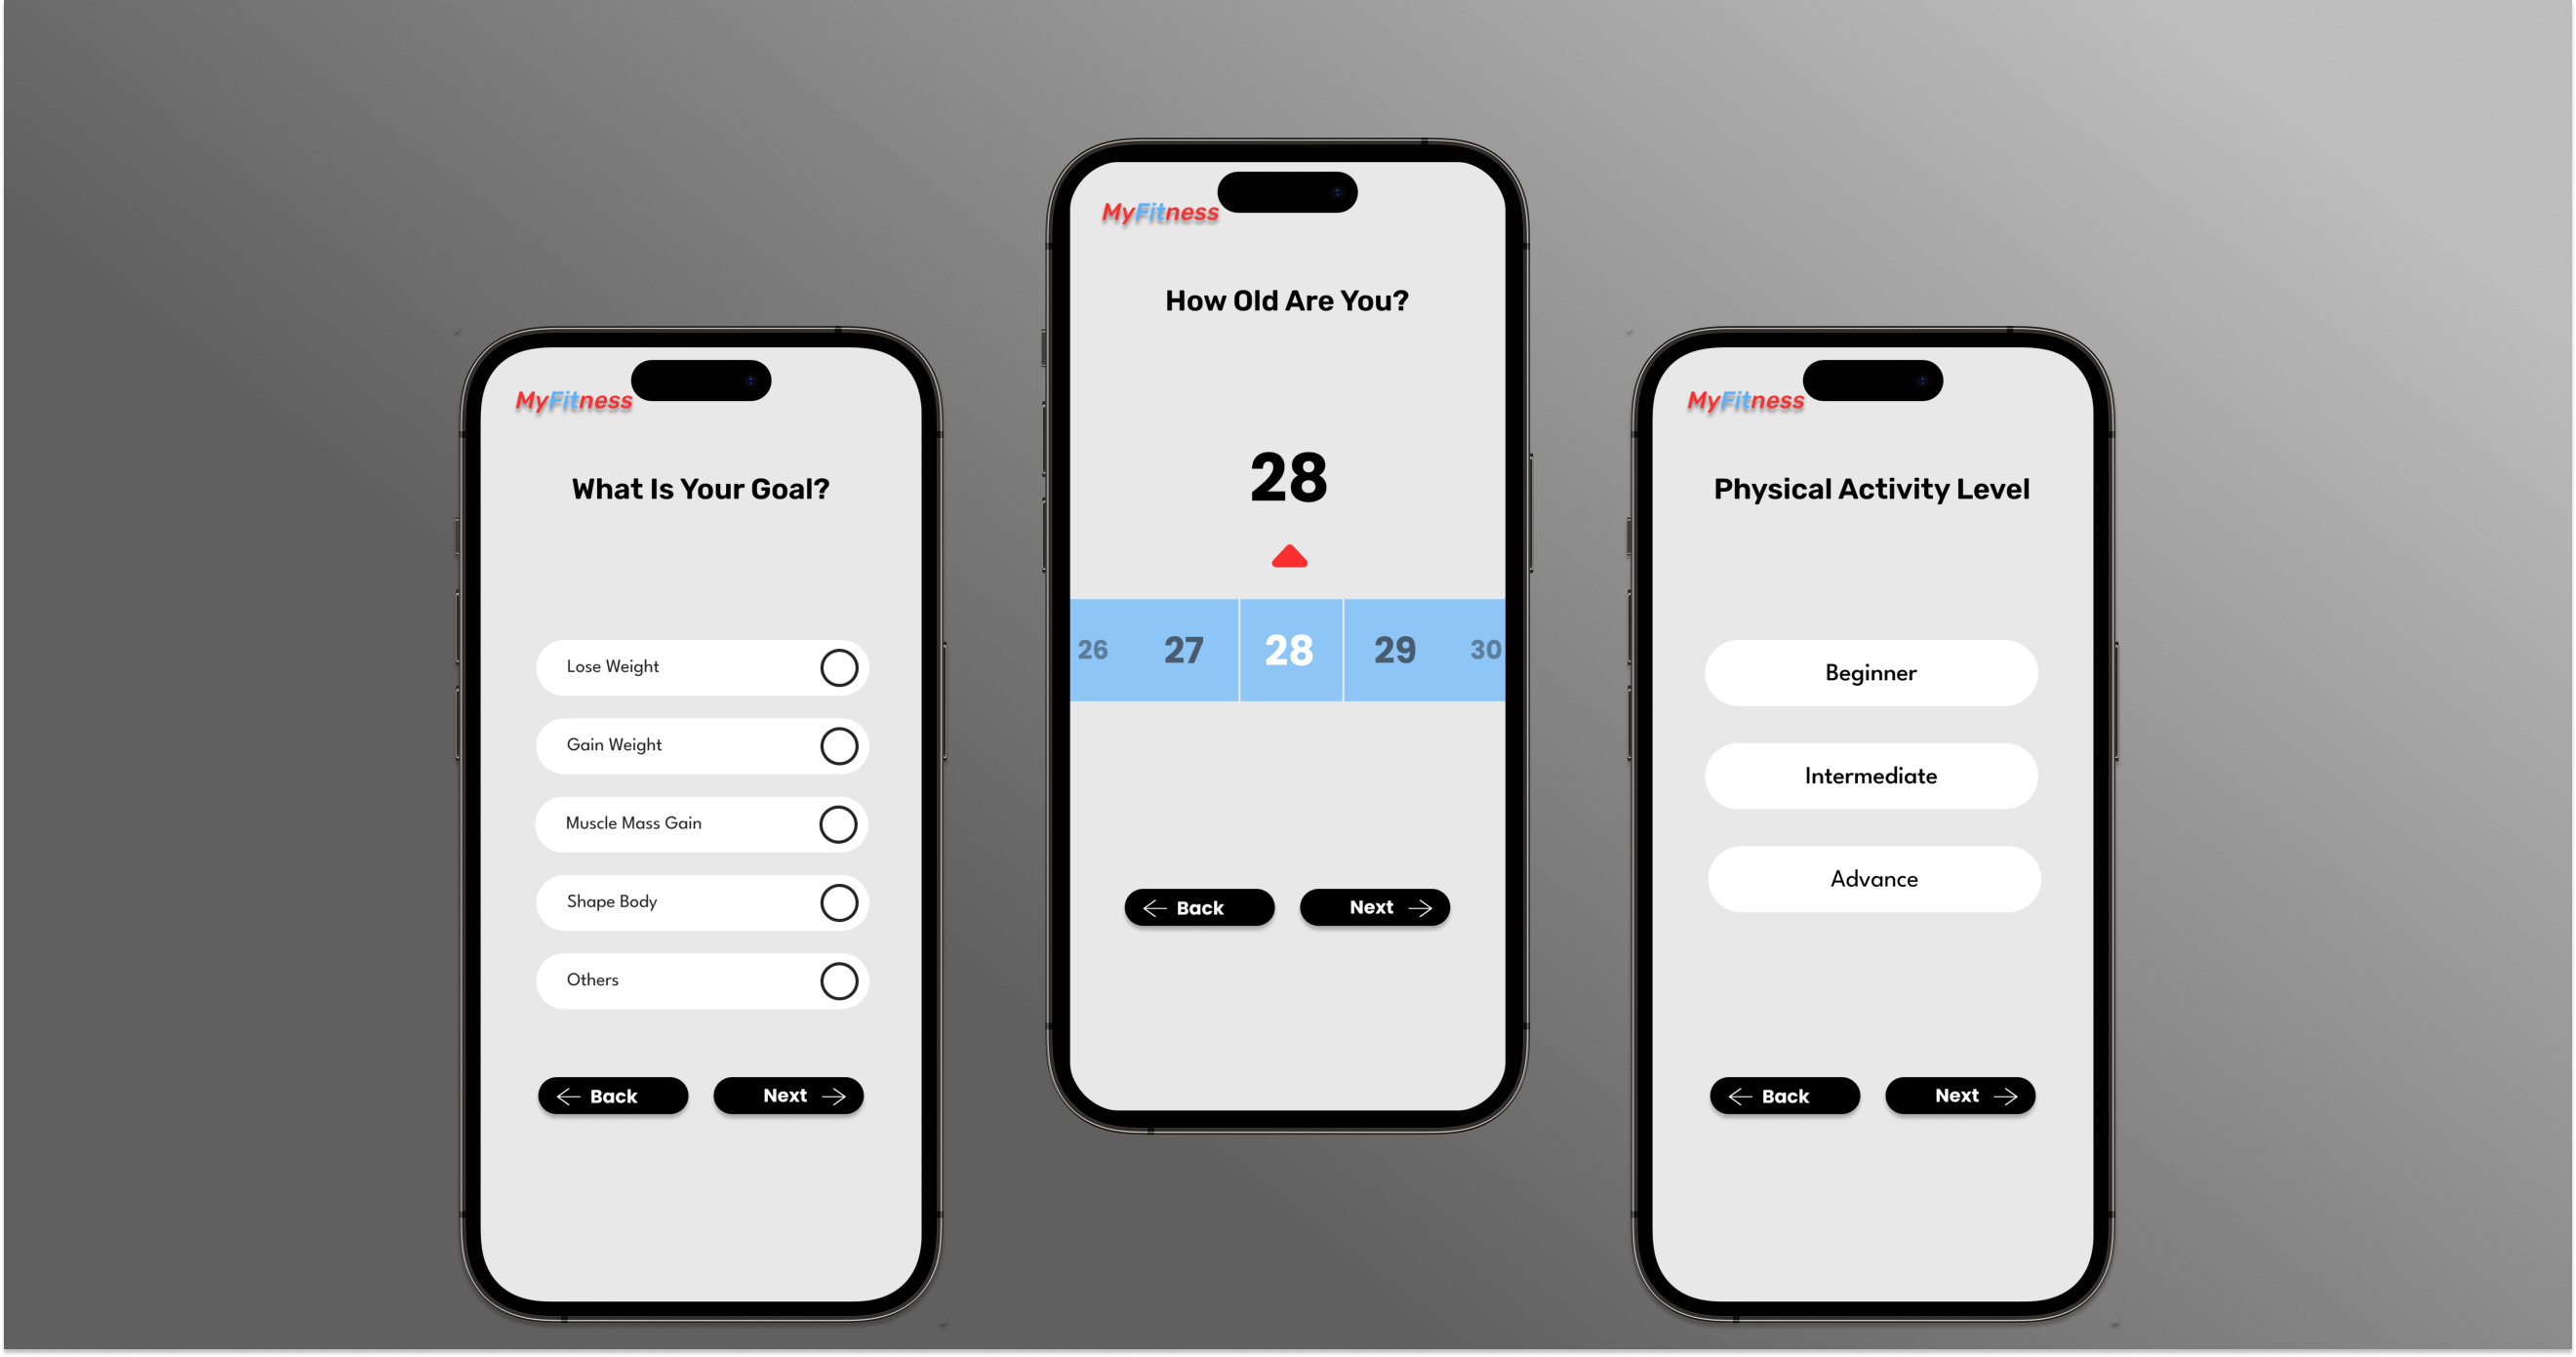 MyFitness
What Is Your Goal?
Lose Weight
Gain Weight
Muscle Mass Gain
Shape Body
Others
Back
Next
MyFitness
How Old Are You?
28
26 27 28 29 30
Back
Next
MyFitness
Physical Activity Level
Beginner
Intermediate
Advance
Back
Next